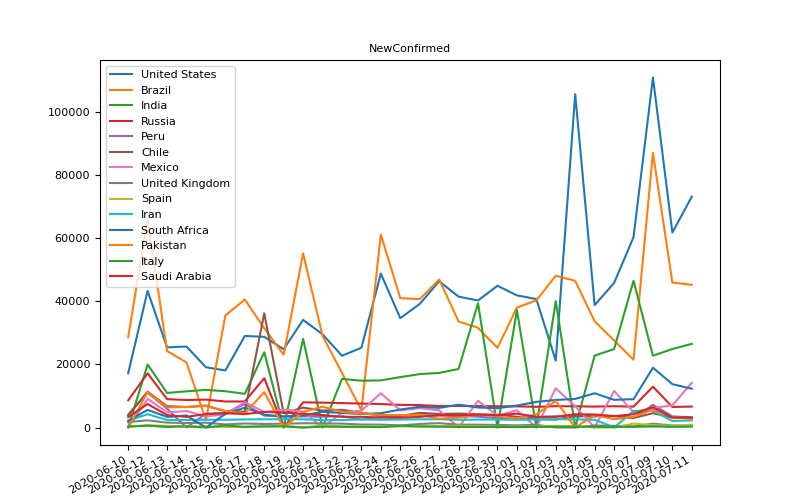 NewConfirmed
United States
Brazil
India
Russia
Peru
Chile
Mexico
United Kingdom
Spain
Iran
South Africa
Pakistan
Italy
Saudi Arabia
100000
80000
60000
40000
20000
0
2020-06-10
2020-06-12
2020-06-13
2020-06-14
2020-06-15
2020-06-16
2020-06-17
2020-06-18
2020-06-19
2020-06-20
2020-06-21
2020-06-22
2020-06-23
2020-06-24
2020-06-25
2020-06-26
2020-06-27
2020-06-28
2020-06-29
2020-06-30
2020-07-01
2020-07-02
2020-07-03
2020-07-04
2020-07-05
2020-07-06
2020-07-07
2020-07-09
2020-07-10
2020-07-11